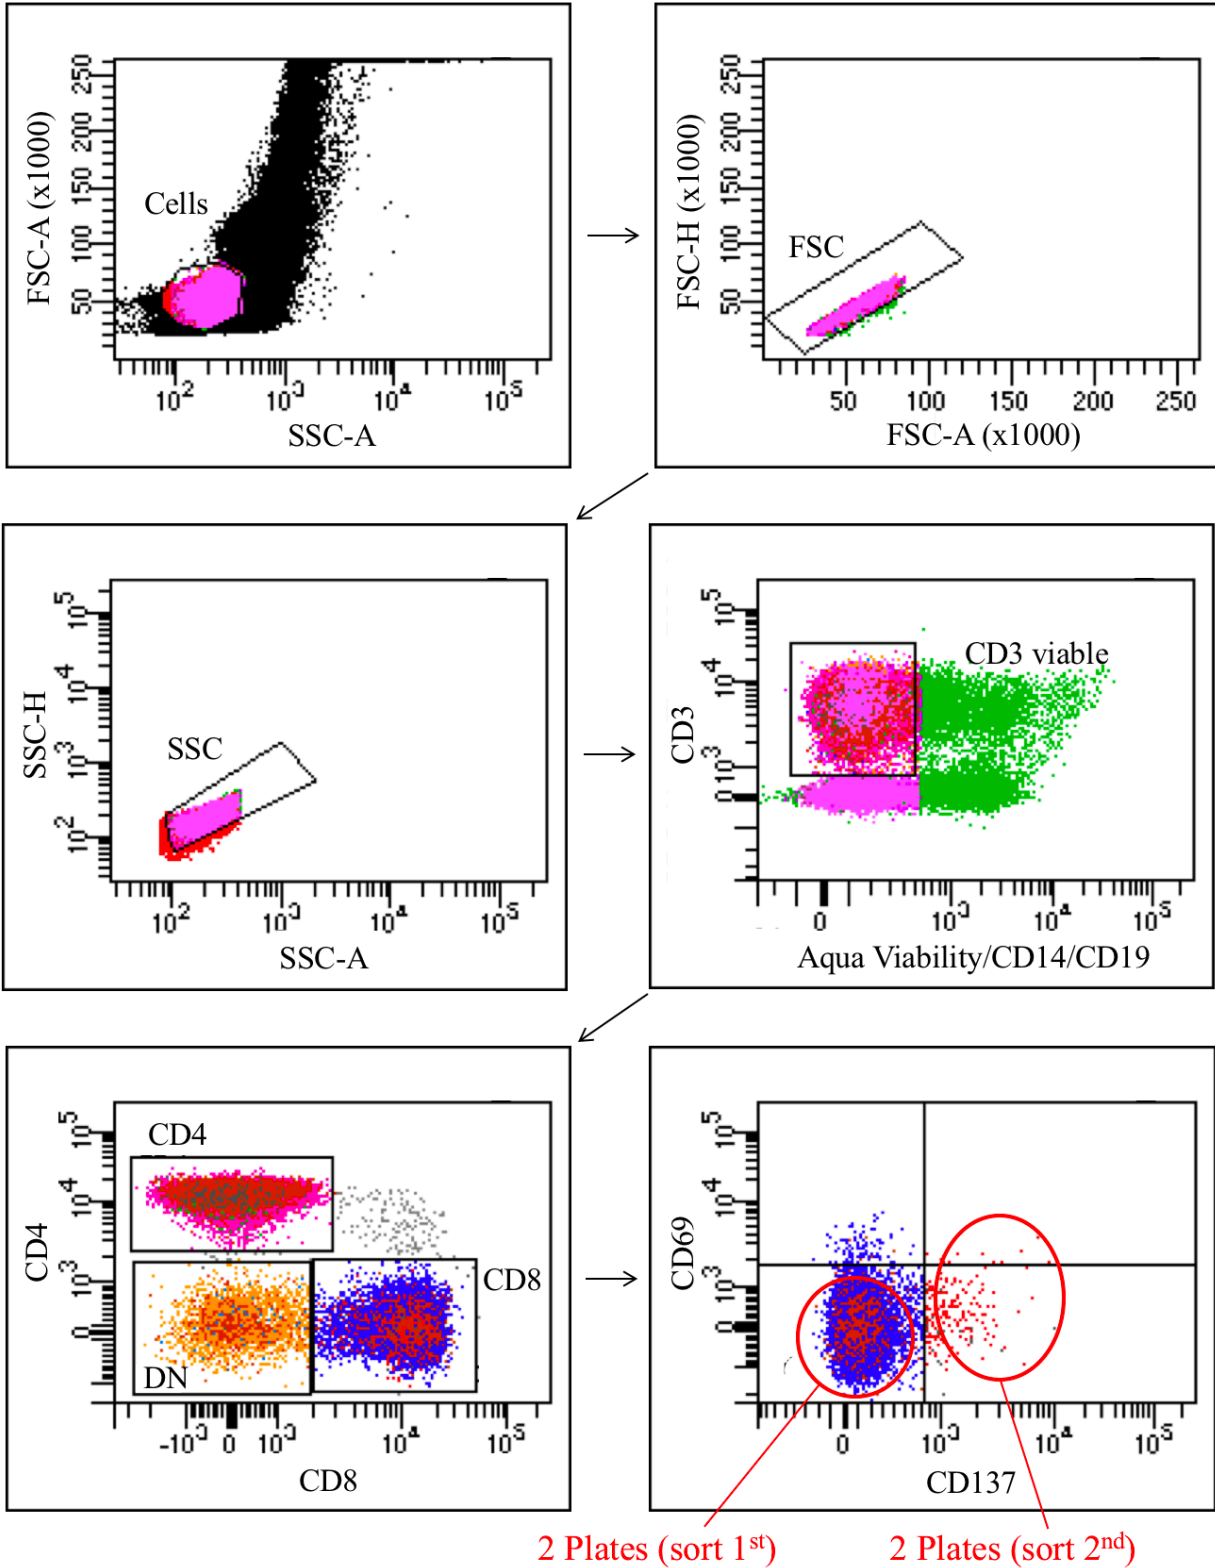 250
200
150
100
50
FSC-A (x1000)
Cells
10² 10³ 10⁴ 10⁵
SSC-A
250
200
150
100
50
FSC-H (x1000)
FSC
50 100 150 200 250
FSC-A (x1000)
10⁵
10⁴
10³
10²
SSC-H
SSC
10² 10³ 10⁴ 10⁵
SSC-A
10⁵
10⁴
10³
0
CD3
CD3 viable
0 10³ 10⁴ 10⁵
Aqua Viability/CD14/CD19
10⁵
10⁴
10³
0
CD4
CD4
CD8
DN
-10³ 0 10³ 10⁴ 10⁵
CD8
10⁵
10⁴
10³
0
CD69
0 10³ 10⁴ 10⁵
CD137
2 Plates (sort 1ˢᵗ)
2 Plates (sort 2ⁿᵈ)